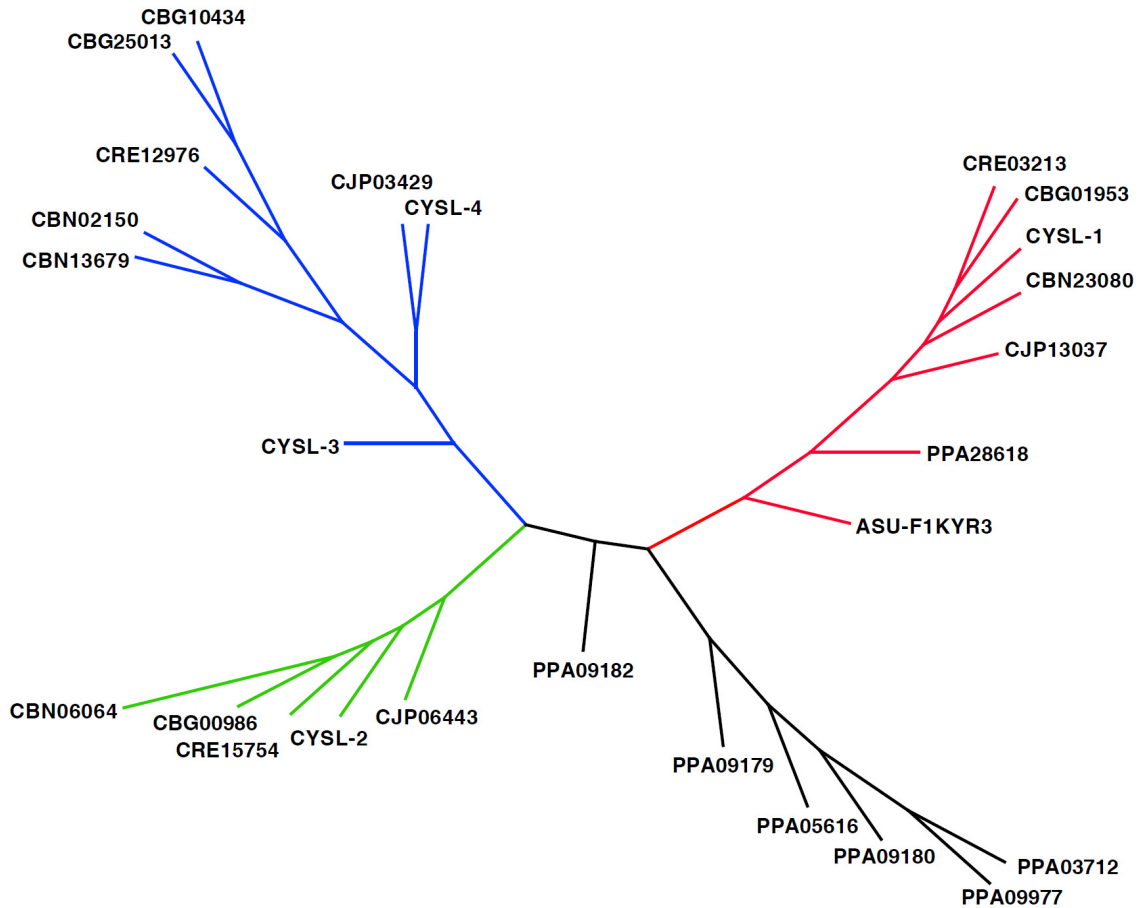 CBG10434
CBG25013
CRE12976
CJP03429
CYSL-4
CBN02150
CBN13679
CYSL-3
CRE03213
CBG01953
CYSL-1
CBN23080
CJP13037
PPA28618
ASU-F1KYR3
PPA09182
CBN06064
CBG00986
CRE15754
CYSL-2
CJP06443
PPA09179
PPA05616
PPA09180
PPA03712
PPA09977